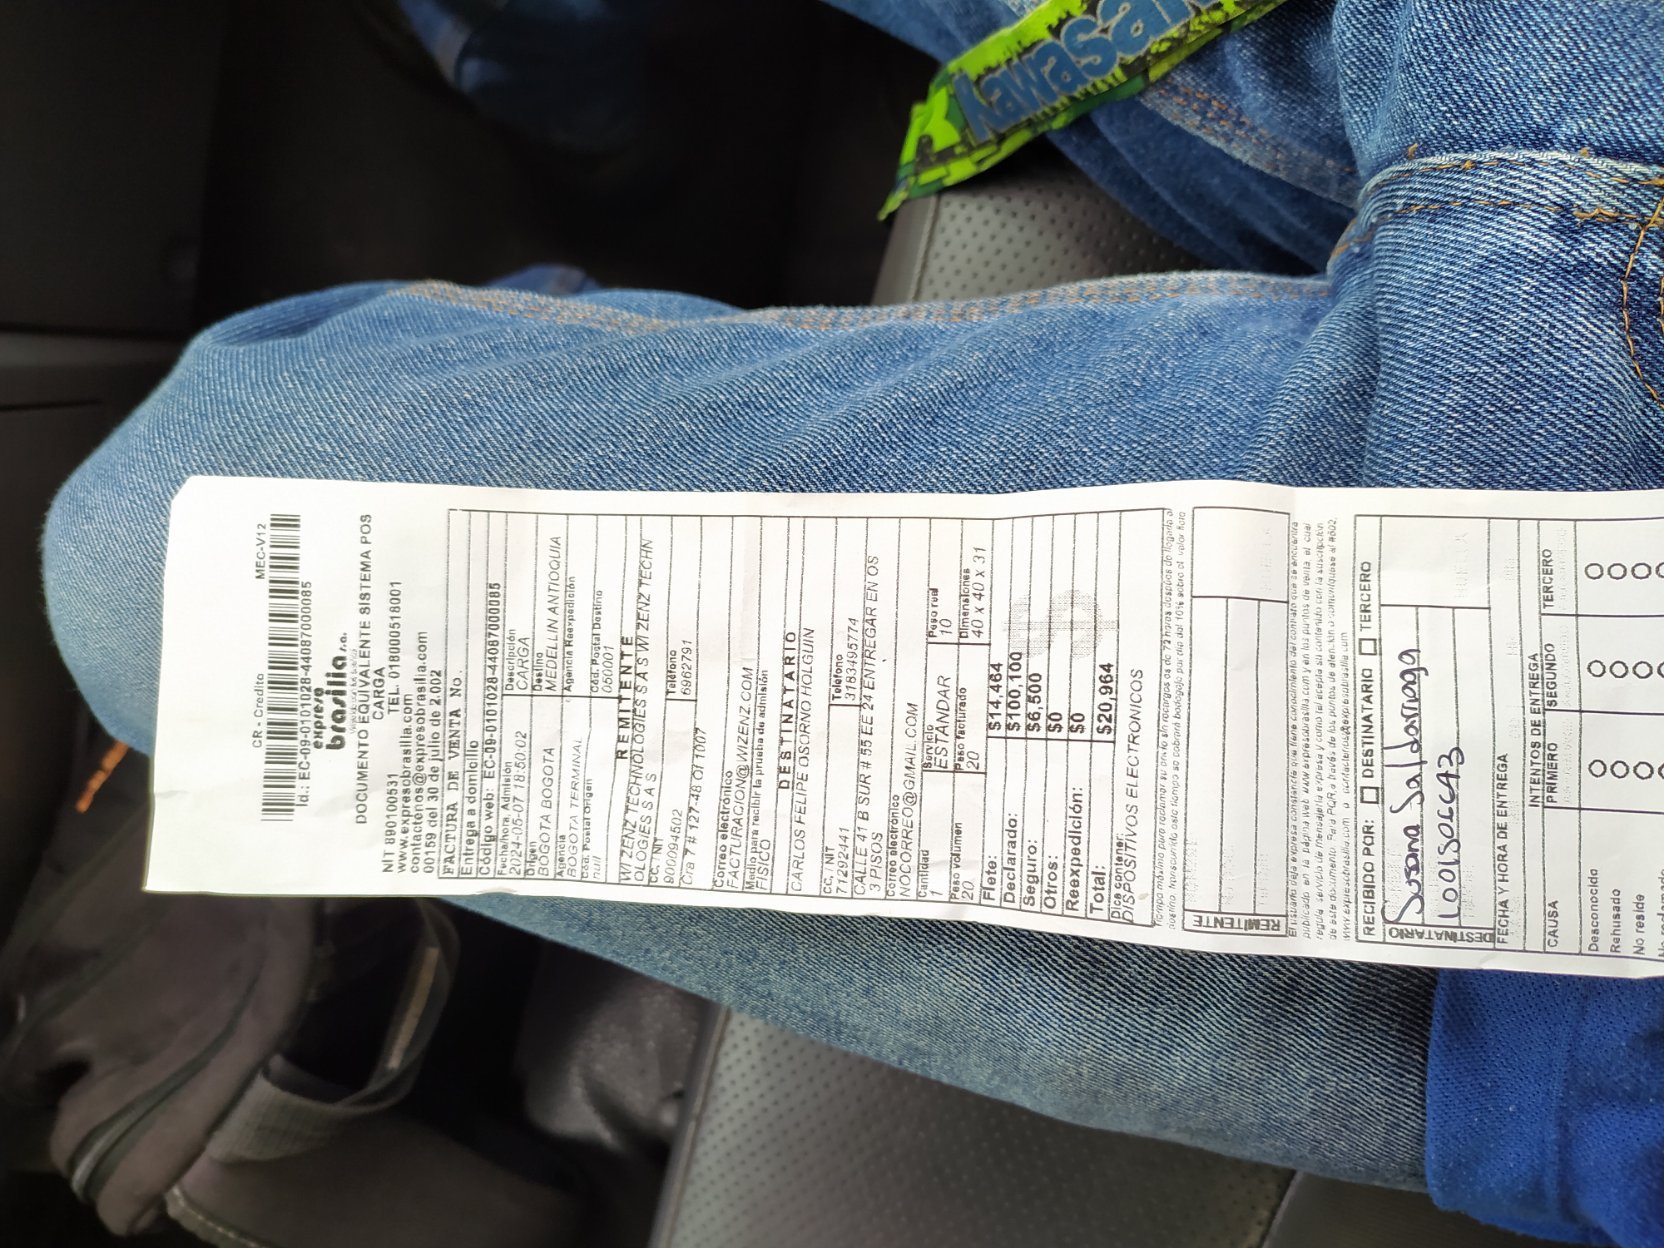 Kawasak
CR - Credito MEC-V12
Id.: EC-09-0101028-44087000085
expreso
brasilia s.a.
DOCUMENTO EQUIVALENTE SISTEMA POS
CARGA
NIT 890100531 TEL. 018000518001
www.expresobrasilia.com
contactenos@expresobrasilia.com
00159 del 30 de julio de 2.002
FACTURA DE VENTA No.
Entrega a domicilio
Código web: EC-09-0101028-44087000085
Fecha/hora. Admisión Descripción
2024-05-07 18:50:02 CARGA
Origen Destino
BOGOTA BOGOTA MEDELLIN ANTIOQUIA
Agencia Agencia Reexpedición
BOGOTA TERMINAL
Cód. Postal Origen Cód. Postal Destino
null 050001
REMITENTE
WIZENZ TECHNOLOGIES S A S WIZENZ TECHN
OLOGIES S A S
CC, NIT Teléfono
900094502 6962791
Cra 7 # 127-48 Of 1007
Correo electrónico
FACTURACION@WIZENZ.COM
Medio para recibir la prueba de admisión
FISICO
DESTINATARIO
CARLOS FELIPE OSORNO HOLGUIN
CC, NIT Teléfono
71292441 3183495774
CALLE 41 B SUR # 55 EE 24 ENTREGAR EN OS
3 PISOS
Correo electrónico
NOCORREO@GMAIL.COM
Cantidad Servicio Peso real
1 ESTANDAR 10
Peso volumen Peso facturado Dimensiones
20 20 40 x 40 x 31
Flete: $14,464
Declarado: $100,100
Seguro: $6,500
Otros: $0
Reexpedición: $0
Total: $20,964
Dice contener:
DISPOSITIVOS ELECTRONICOS
REMITENTE
RECIBIDO POR: DESTINATARIO TERCERO
DESTINATARIO
Susana Saldarriaga
HUELLA
FECHA Y HORA DE ENTREGA
INTENTOS DE ENTREGA
CAUSA PRIMERO SEGUNDO TERCERO
Desconocido
Rehusado
No reside